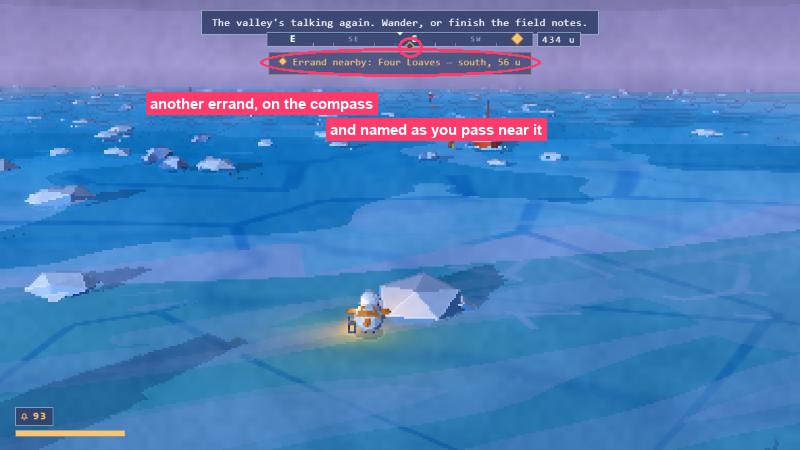 The valley's talking again. Wander, or finish the field notes.
E SE S SW 434 u
Errand nearby: Four Loaves — south, 56 u
another errand, on the compass
and named as you pass near it
93